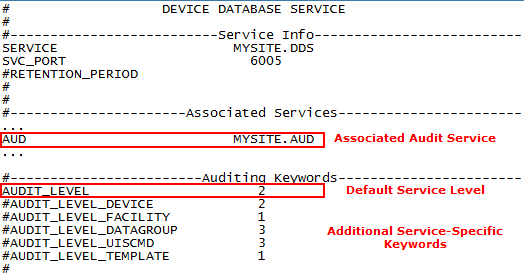 # DEVICE DATABASE SERVICE
#
#---------------------------Service Info---------------------------
SERVICE MYSITE.DDS
SVC_PORT 6005
#RETENTION_PERIOD
#
#
#-----------------------Associated Services------------------------
...
AUD MYSITE.AUD Associated Audit Service
...
#-------------------------Auditing Keywords------------------------
AUDIT_LEVEL 2 Default Service Level
#AUDIT_LEVEL_DEVICE 2
#AUDIT_LEVEL_FACILITY 1 Additional Service-Specific
#AUDIT_LEVEL_DATAGROUP 3 Keywords
#AUDIT_LEVEL_UISCMD 3
#AUDIT_LEVEL_TEMPLATE 1
#